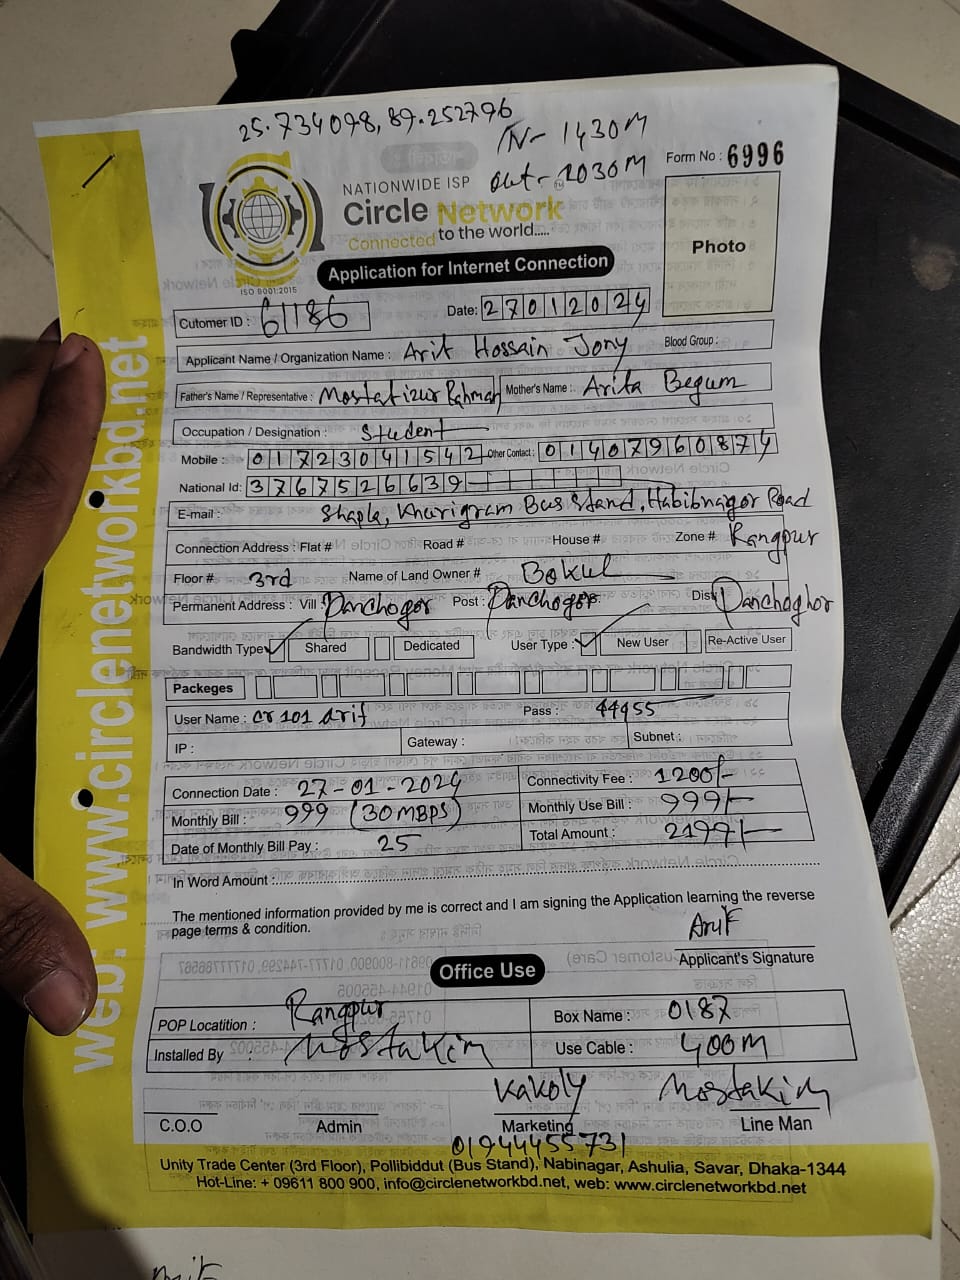 25.734098, 89.252796
IN- 1430M
out- 1030M
Form No : 6996
NATIONWIDE ISP
Circle Network
Connected to the world.....
ISO 9001:2015
Photo
Application for Internet Connection
Cutomer ID : 61186
Date: 27012024
Applicant Name / Organization Name : Arif Hossain Jony Blood Group :
Father's Name / Representative : Mostafizur Rahman Mother's Name : Arifa Begum
Occupation / Designation : Student
Mobile : 01723041542 Other Contact: 01407960874
National Id: 3767526639
E-mail : Shapla, Khurigram Bus Stand, Habibnagor Road
Connection Address : Flat # Road # House # Zone # Rangpur
Floor # 3rd Name of Land Owner # Bokul
Permanent Address : Vill Panchogor Post : Panchogor Dist Panchoghor
Bandwidth Type ✓ Shared Dedicated User Type : ✓ New User Re-Active User
Packeges
User Name : cr101 arif Pass : 44955
IP : Gateway : Subnet :
Connection Date : 27-01-2024 Connectivity Fee : 1200/-
Monthly Bill : 999 (30MBPS) Monthly Use Bill : 999/-
Date of Monthly Bill Pay : 25 Total Amount : 2199/-
In Word Amount :
The mentioned information provided by me is correct and I am signing the Application learning the reverse
page terms & condition.
Arif
Applicant's Signature
Office Use
POP Locatition : Rangpur Box Name : 0187
Installed By : Mostakim Use Cable : 400M
Kakoly Mostakim
C.O.O Admin Marketing Line Man
01944455731
Unity Trade Center (3rd Floor), Pollibiddut (Bus Stand), Nabinagar, Ashulia, Savar, Dhaka-1344
Hot-Line: + 09611 800 900, info@circlenetworkbd.net, web: www.circlenetworkbd.net
web: www.circlenetworkbd.net